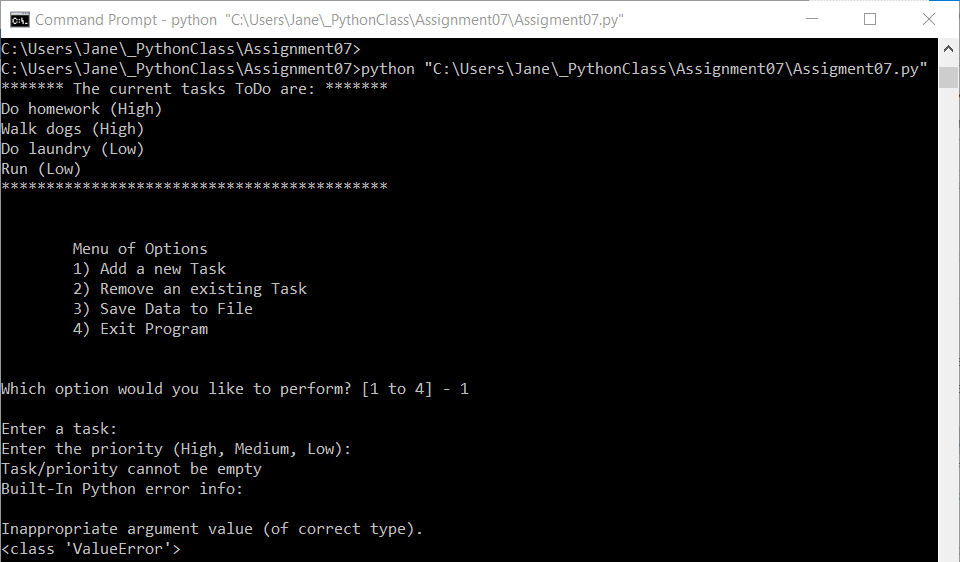 Command Prompt - python "C:\Users\Jane\_PythonClass\Assignment07\Assigment07.py"
C:\Users\Jane\_PythonClass\Assignment07>
C:\Users\Jane\_PythonClass\Assignment07>python "C:\Users\Jane\_PythonClass\Assignment07\Assigment07.py"
******* The current tasks ToDo are: *******
Do homework (High)
Walk dogs (High)
Do laundry (Low)
Run (Low)
*******************************************
Menu of Options
1) Add a new Task
2) Remove an existing Task
3) Save Data to File
4) Exit Program
Which option would you like to perform? [1 to 4] - 1
Enter a task:
Enter the priority (High, Medium, Low):
Task/priority cannot be empty
Built-In Python error info:
Inappropriate argument value (of correct type).
<class 'ValueError'>